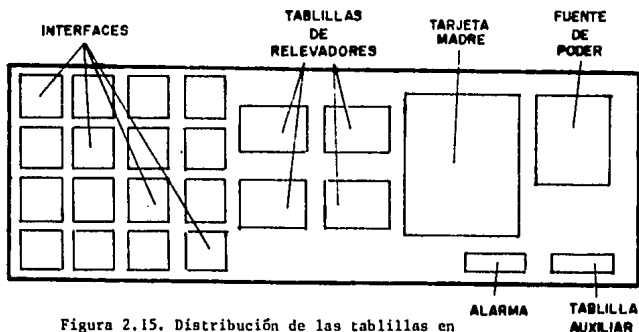 INTERFACES
TABLILLAS
DE
RELEVADORES
TARJETA
MADRE
FUENTE
DE
PODER
ALARMA
TABLILLA
AUXILIAR
Figura 2.15. Distribución de las tablillas en